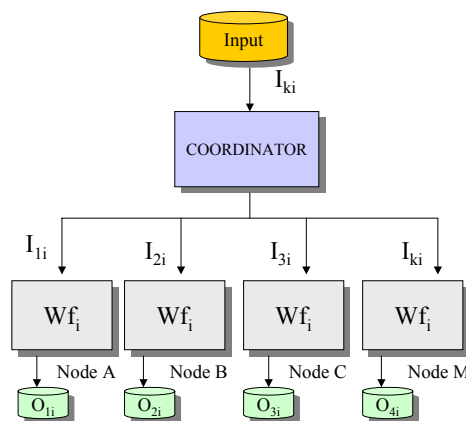 Input
I_ki
COORDINATOR
I_1i I_2i I_3i I_ki
Wf_i Wf_i Wf_i Wf_i
Node A Node B Node C Node M
O_1i O_2i O_3i O_4i